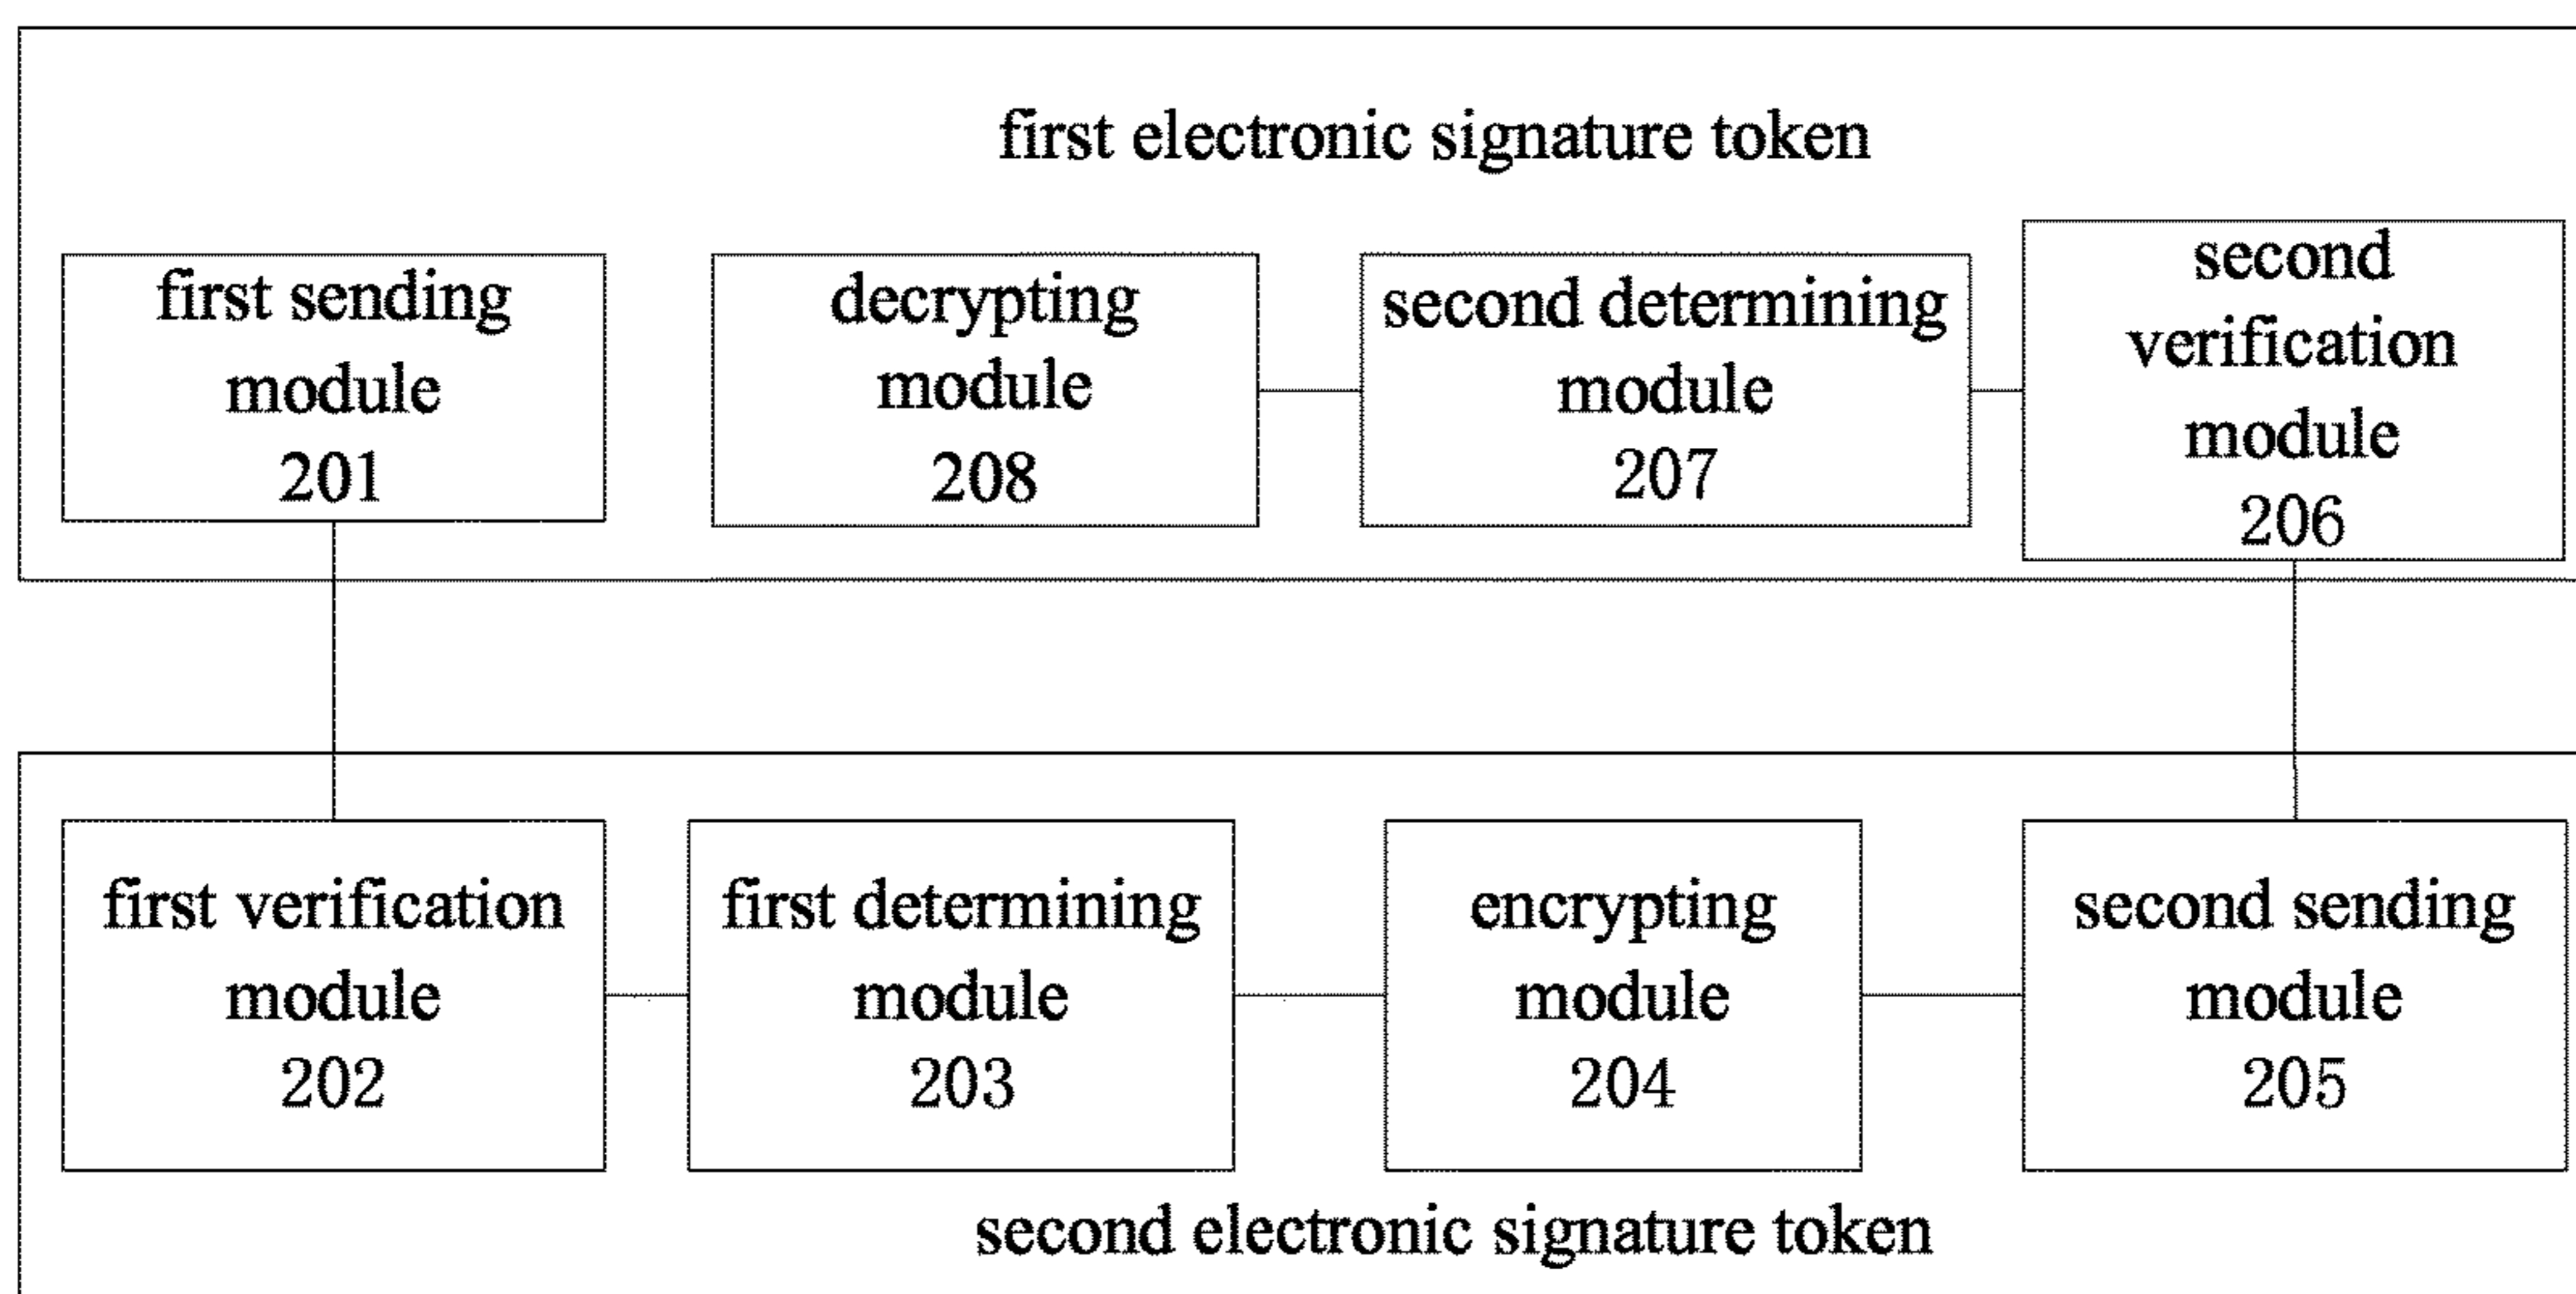 first electronic signature token
first sending
module
201
decrypting
module
208
second determining
module
207
second
verification
module
206
first verification
module
202
first determining
module
203
encrypting
module
204
second sending
module
205
second electronic signature token